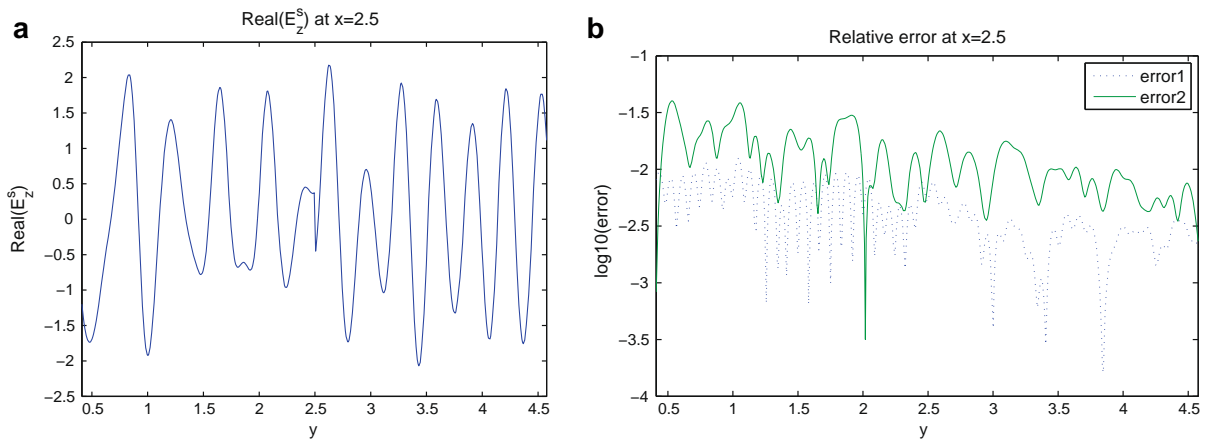 a
Real(E_z^s) at x=2.5
Real(E_z^s)
2.5
2
1.5
1
0.5
0
−0.5
−1
−1.5
−2
−2.5
0.5 1 1.5 2 2.5 3 3.5 4 4.5
y
b
Relative error at x=2.5
log10(error)
−1
−1.5
−2
−2.5
−3
−3.5
−4
error1
error2
0.5 1 1.5 2 2.5 3 3.5 4 4.5
y